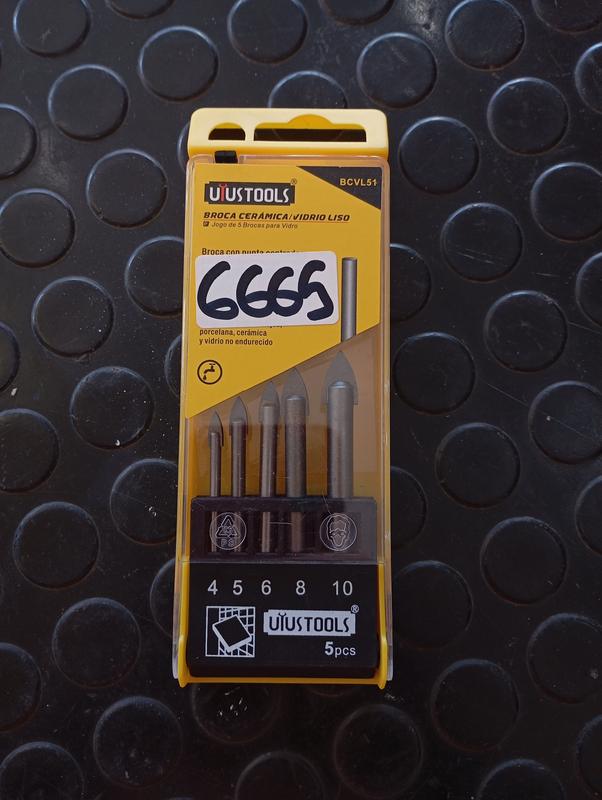 UYUSTOOLS®
BCVL51
BROCA CERÁMICA/VIDRIO LISO
P Jogo de 5 Brocas para Vidro
Broca con punta
6665
porcelana, cerámica
y vidrio no endurecido
4 5 6 8 10
UYUSTOOLS®
5pcs